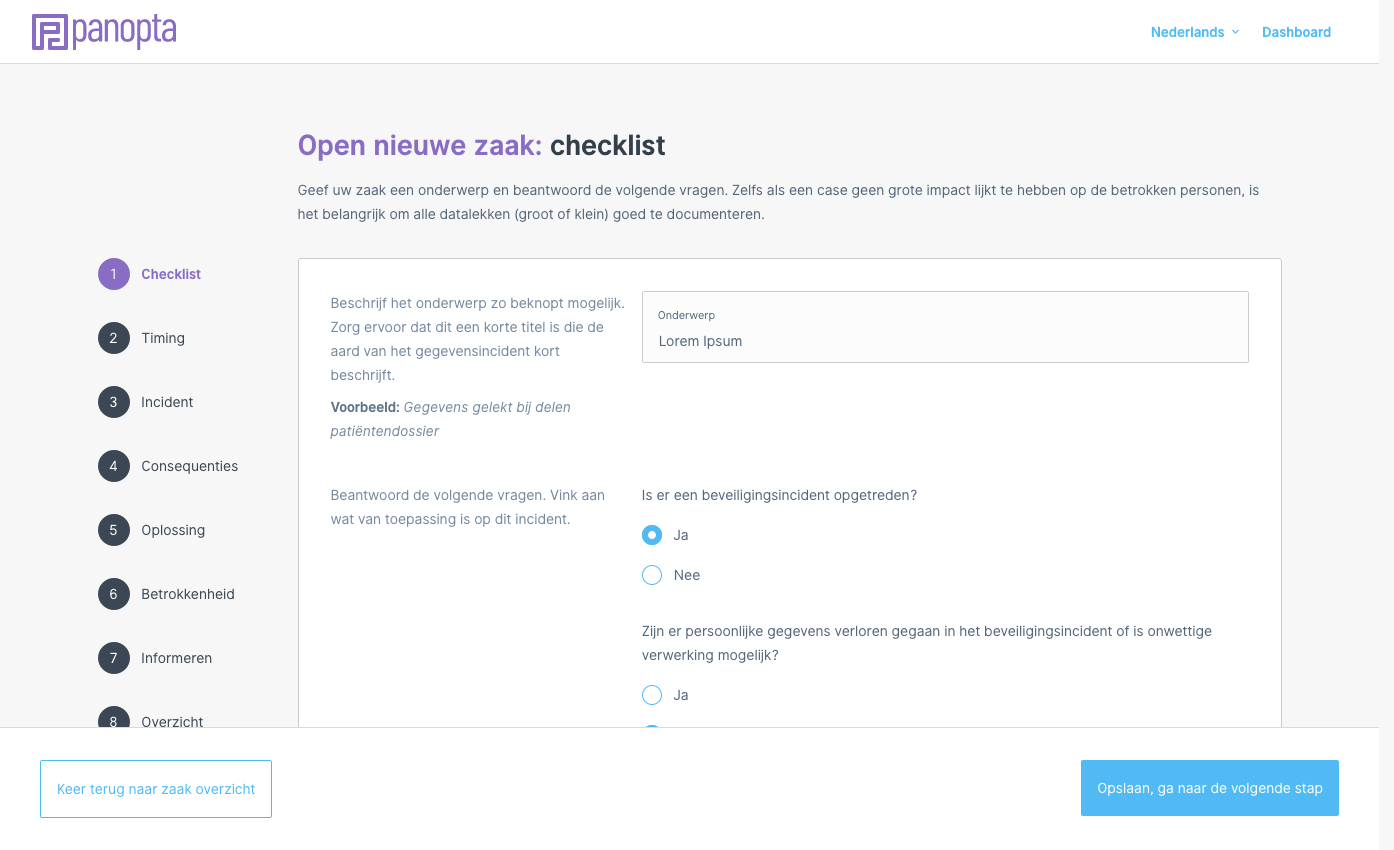 panopta
Nederlands
Dashboard
Open nieuwe zaak: checklist
Geef uw zaak een onderwerp en beantwoord de volgende vragen. Zelfs als een case geen grote impact lijkt te hebben op de betrokken personen, is
het belangrijk om alle datalekken (groot of klein) goed te documenteren.
1 Checklist
2 Timing
3 Incident
4 Consequenties
5 Oplossing
6 Betrokkenheid
7 Informeren
8 Overzicht
Beschrijf het onderwerp zo beknopt mogelijk.
Zorg ervoor dat dit een korte titel is die de
aard van het gegevensincident kort
beschrijft.
Voorbeeld: Gegevens gelekt bij delen
patiëntendossier
Onderwerp
Lorem Ipsum
Beantwoord de volgende vragen. Vink aan
wat van toepassing is op dit incident.
Is er een beveiligingsincident opgetreden?
Ja
Nee
Zijn er persoonlijke gegevens verloren gegaan in het beveiligingsincident of is onwettige
verwerking mogelijk?
Ja
Keer terug naar zaak overzicht
Opslaan, ga naar de volgende stap